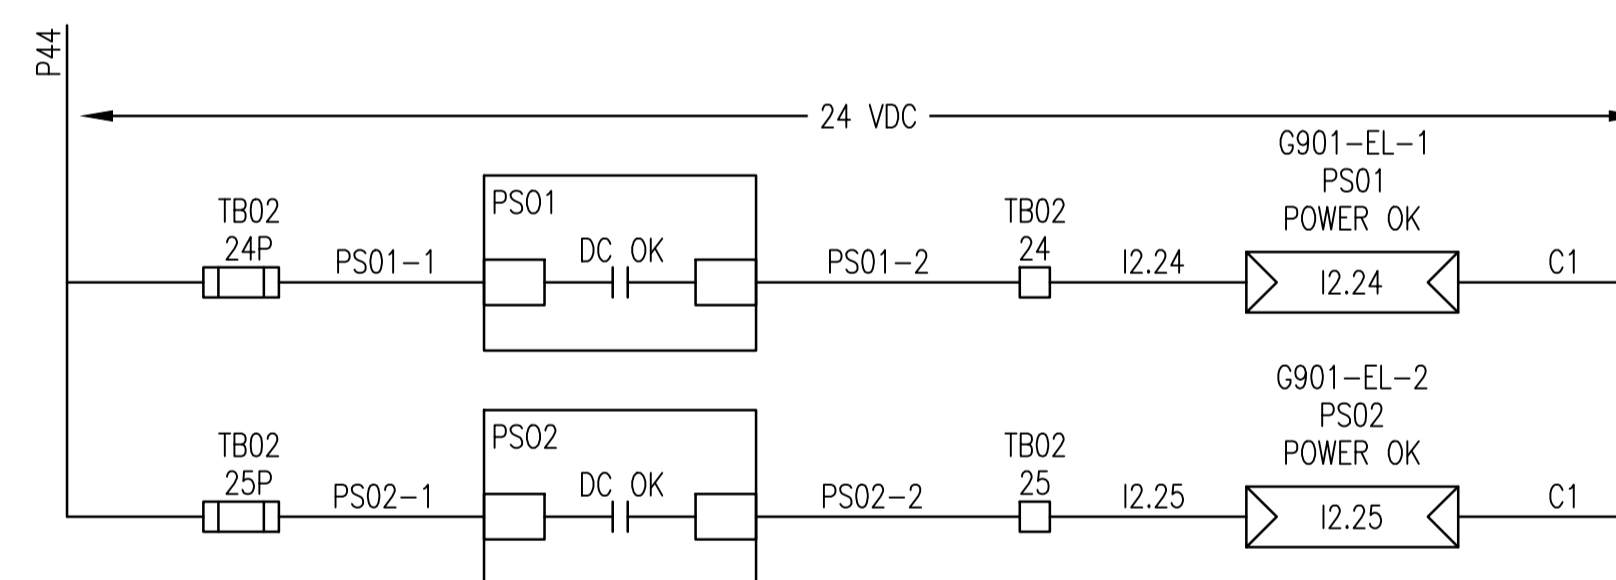 P44
24 VDC
G901-EL-1
PS01
POWER OK
TB02
24P
PS01-1
PS01
DC OK
PS01-2
TB02
24
I2.24
I2.24
C1
G901-EL-2
PS02
POWER OK
TB02
25P
PS02-1
PS02
DC OK
PS02-2
TB02
25
I2.25
I2.25
C1